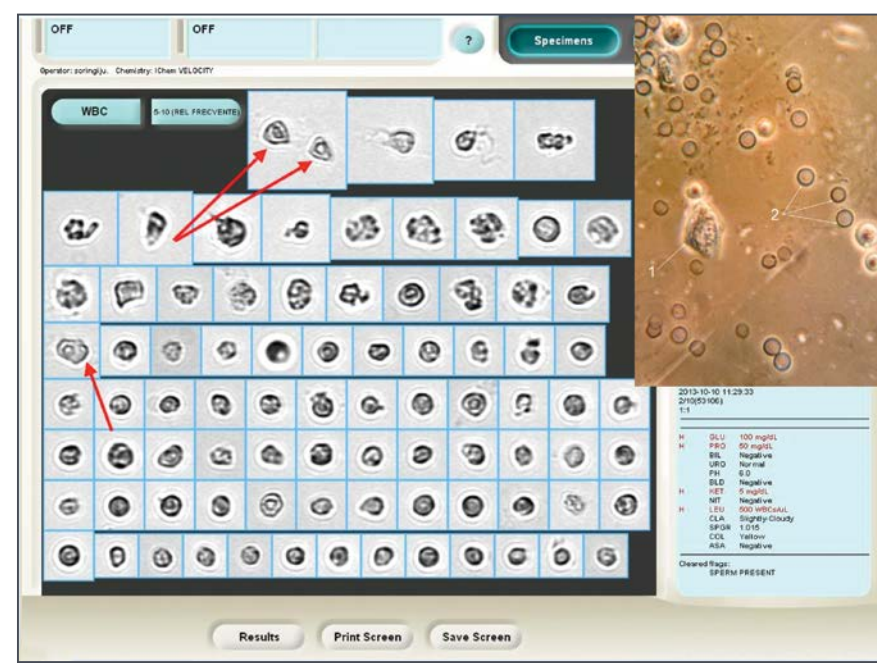 OFF
OFF
?
Specimens
Operator: soringiju. Chemistry: IChem VELOCITY
WBC
5-10 (REL FRECVENTE)
1
2
2013-10-10 11:29:33
2/10(53106)
1:1
H GLU 100 mg/dL
H PRO 50 mg/dL
BIL Negative
URO Normal
PH 6.0
BLD Negative
H KET 5 mg/dL
NIT Negative
H LEU 500 WBCs/uL
CLA Slightly Cloudy
SPGR 1.015
COL Yellow
ASA Negative
Cleared flags:
SPERM PRESENT
Results
Print Screen
Save Screen